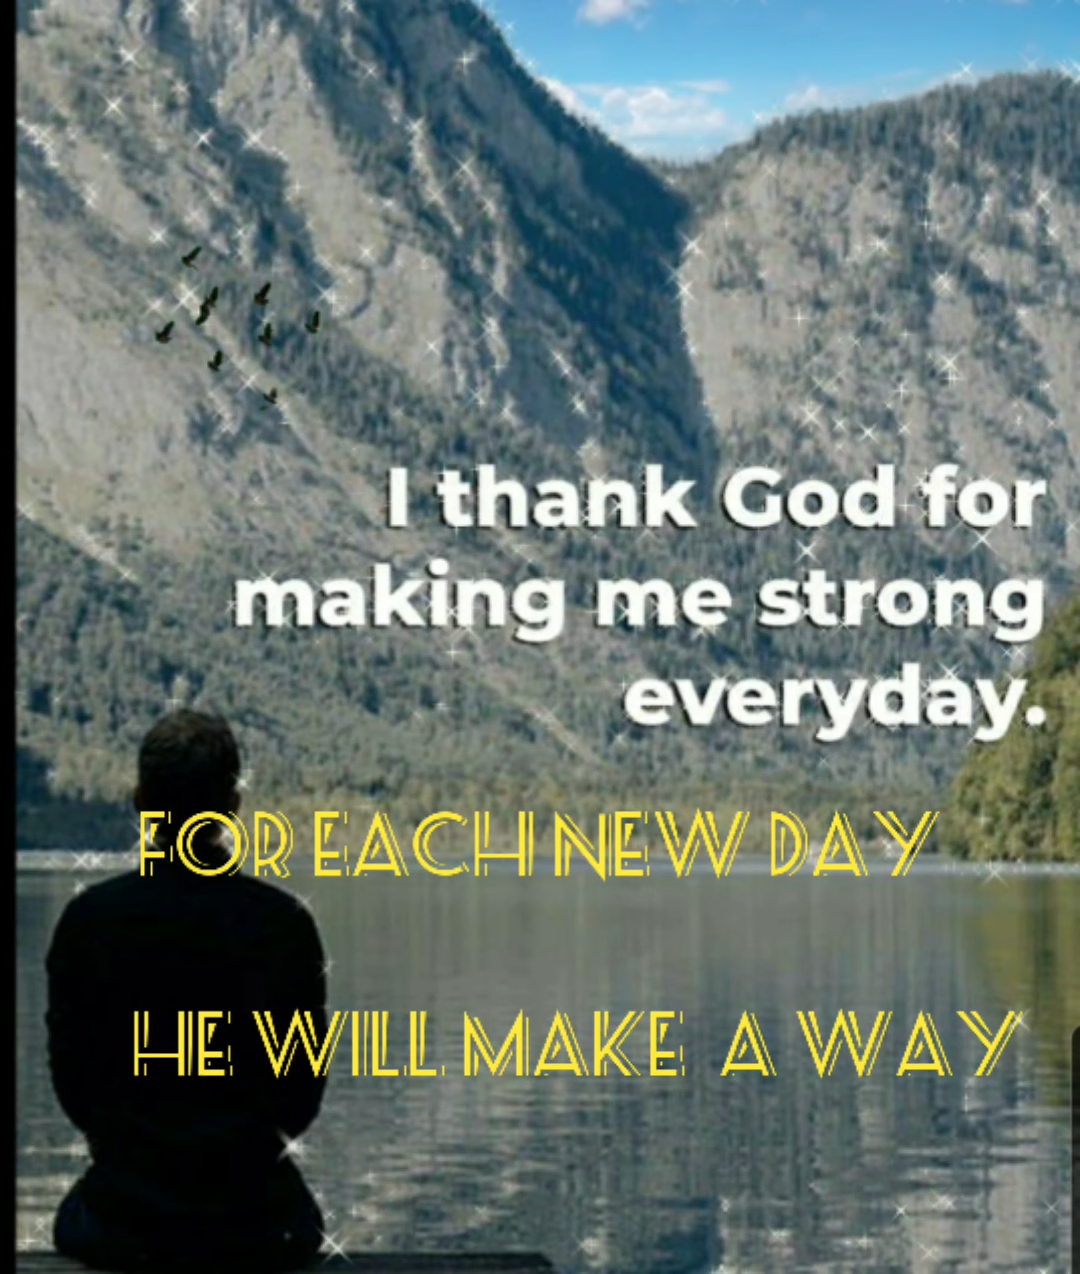 I thank God for
making me strong
everyday.
FOR EACH NEW DAY
HE WILL MAKE A WAY